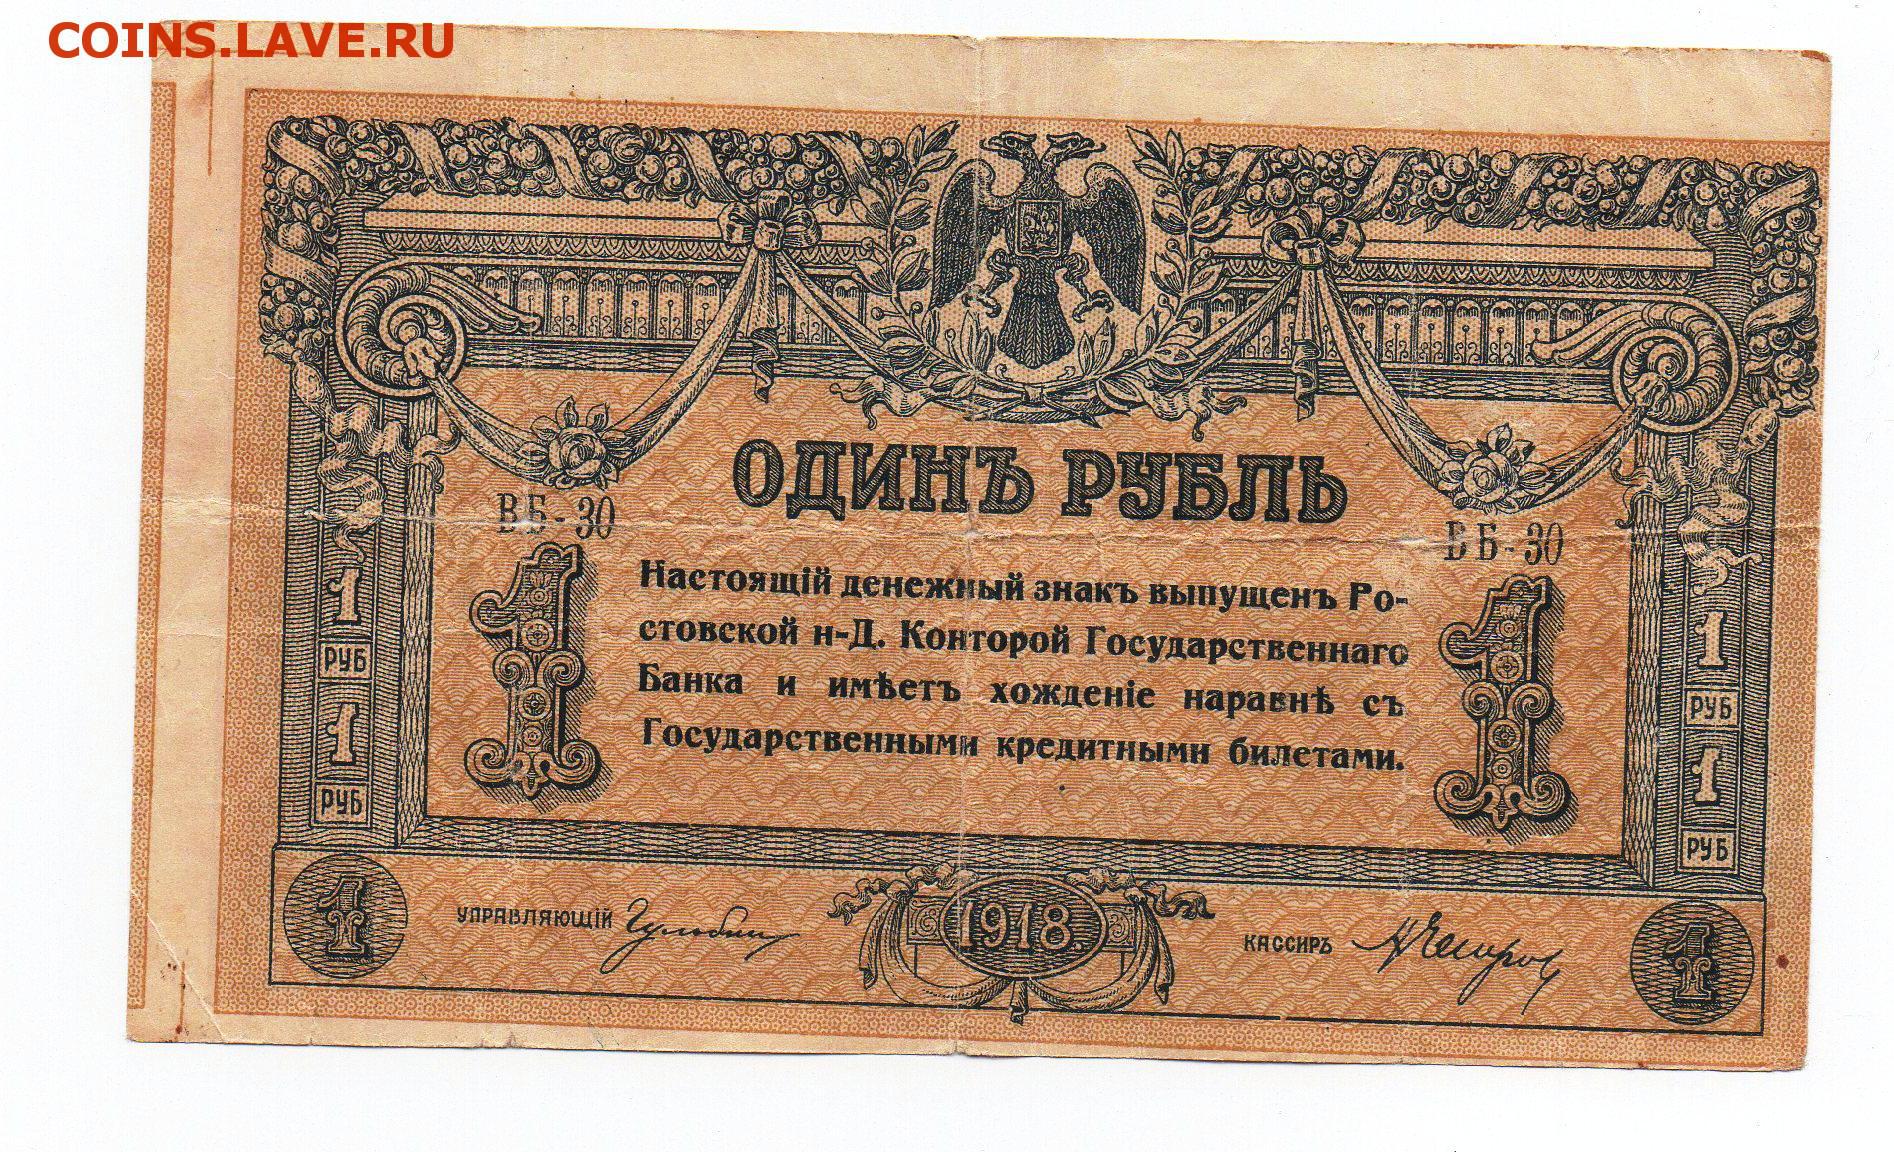 COINS.LAVE.RU
ОДИНЪ РУБЛЬ
ВБ-30
ВБ-30
1
1
Настоящій денежный знакъ выпущенъ Ро-
стовской н-Д. Конторой Государственнаго
Банка и имѣетъ хожденіе наравнѣ съ
Государственными кредитными билетами.
1
РУБ
1
РУБ
1
РУБ
1
РУБ
1
УПРАВЛЯЮЩІЙ
1918.
КАССИРЪ
1